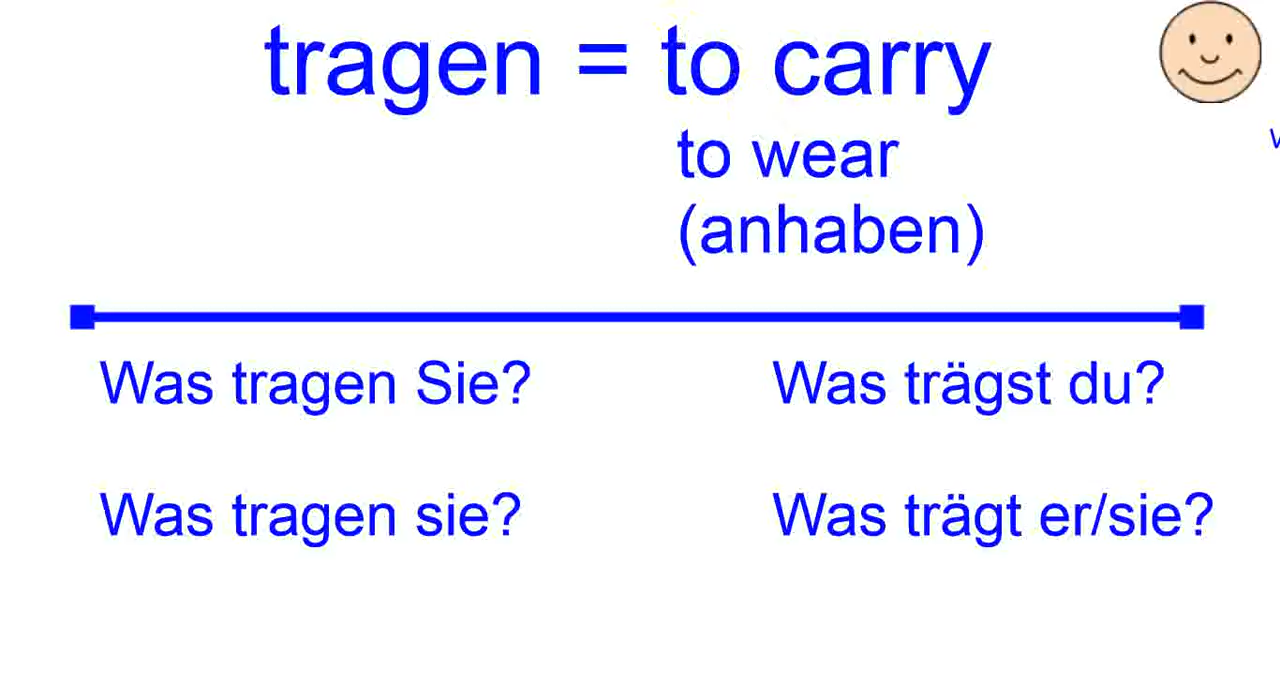 tragen = to carry
to wear
(anhaben)
Was tragen Sie?
Was trägst du?
Was tragen sie?
Was trägt er/sie?